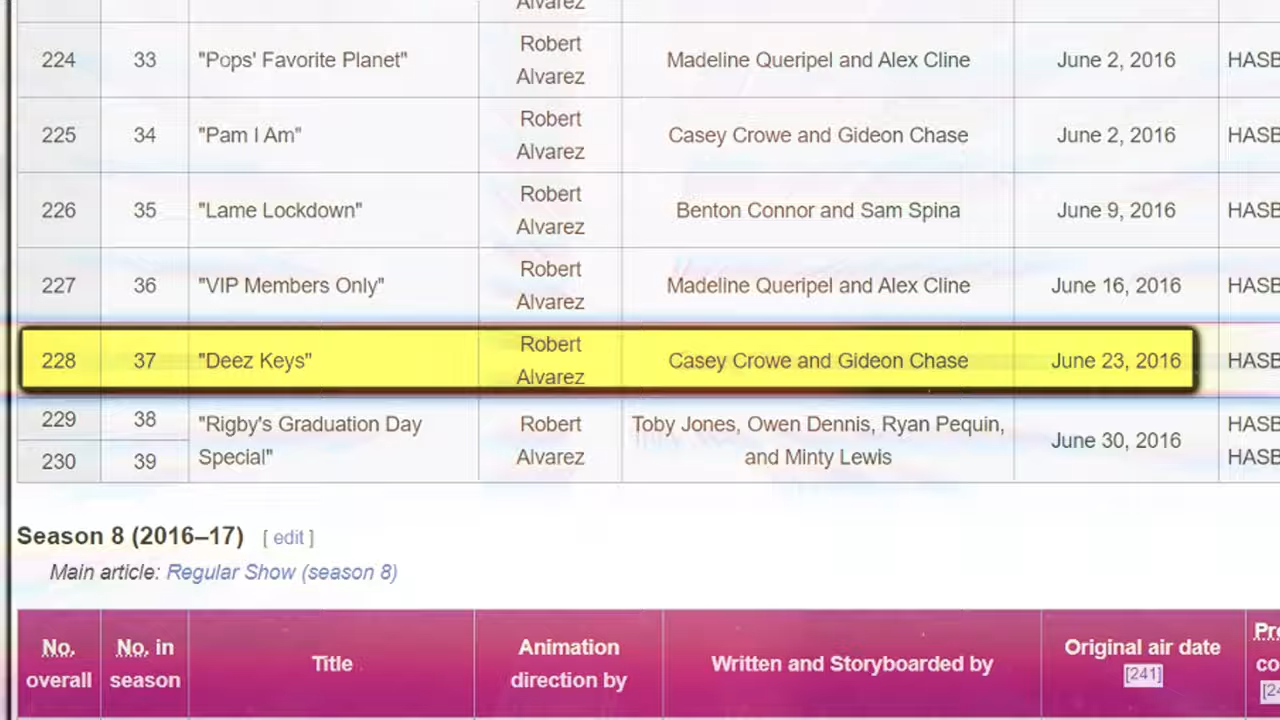 Alvarez
224 33 "Pops' Favorite Planet" Robert Alvarez Madeline Queripel and Alex Cline June 2, 2016 HASB
225 34 "Pam I Am" Robert Alvarez Casey Crowe and Gideon Chase June 2, 2016 HASB
226 35 "Lame Lockdown" Robert Alvarez Benton Connor and Sam Spina June 9, 2016 HASB
227 36 "VIP Members Only" Robert Alvarez Madeline Queripel and Alex Cline June 16, 2016 HASB
228 37 "Deez Keys" Robert Alvarez Casey Crowe and Gideon Chase June 23, 2016 HASB
229 38 "Rigby's Graduation Day Robert Toby Jones, Owen Dennis, Ryan Pequin, June 30, 2016 HASB
230 39 Special" Alvarez and Minty Lewis HASB
Season 8 (2016–17) [ edit ]
Main article: Regular Show (season 8)
No. No. in Title Animation Written and Storyboarded by Original air date Pr
overall season direction by [241] co
[24